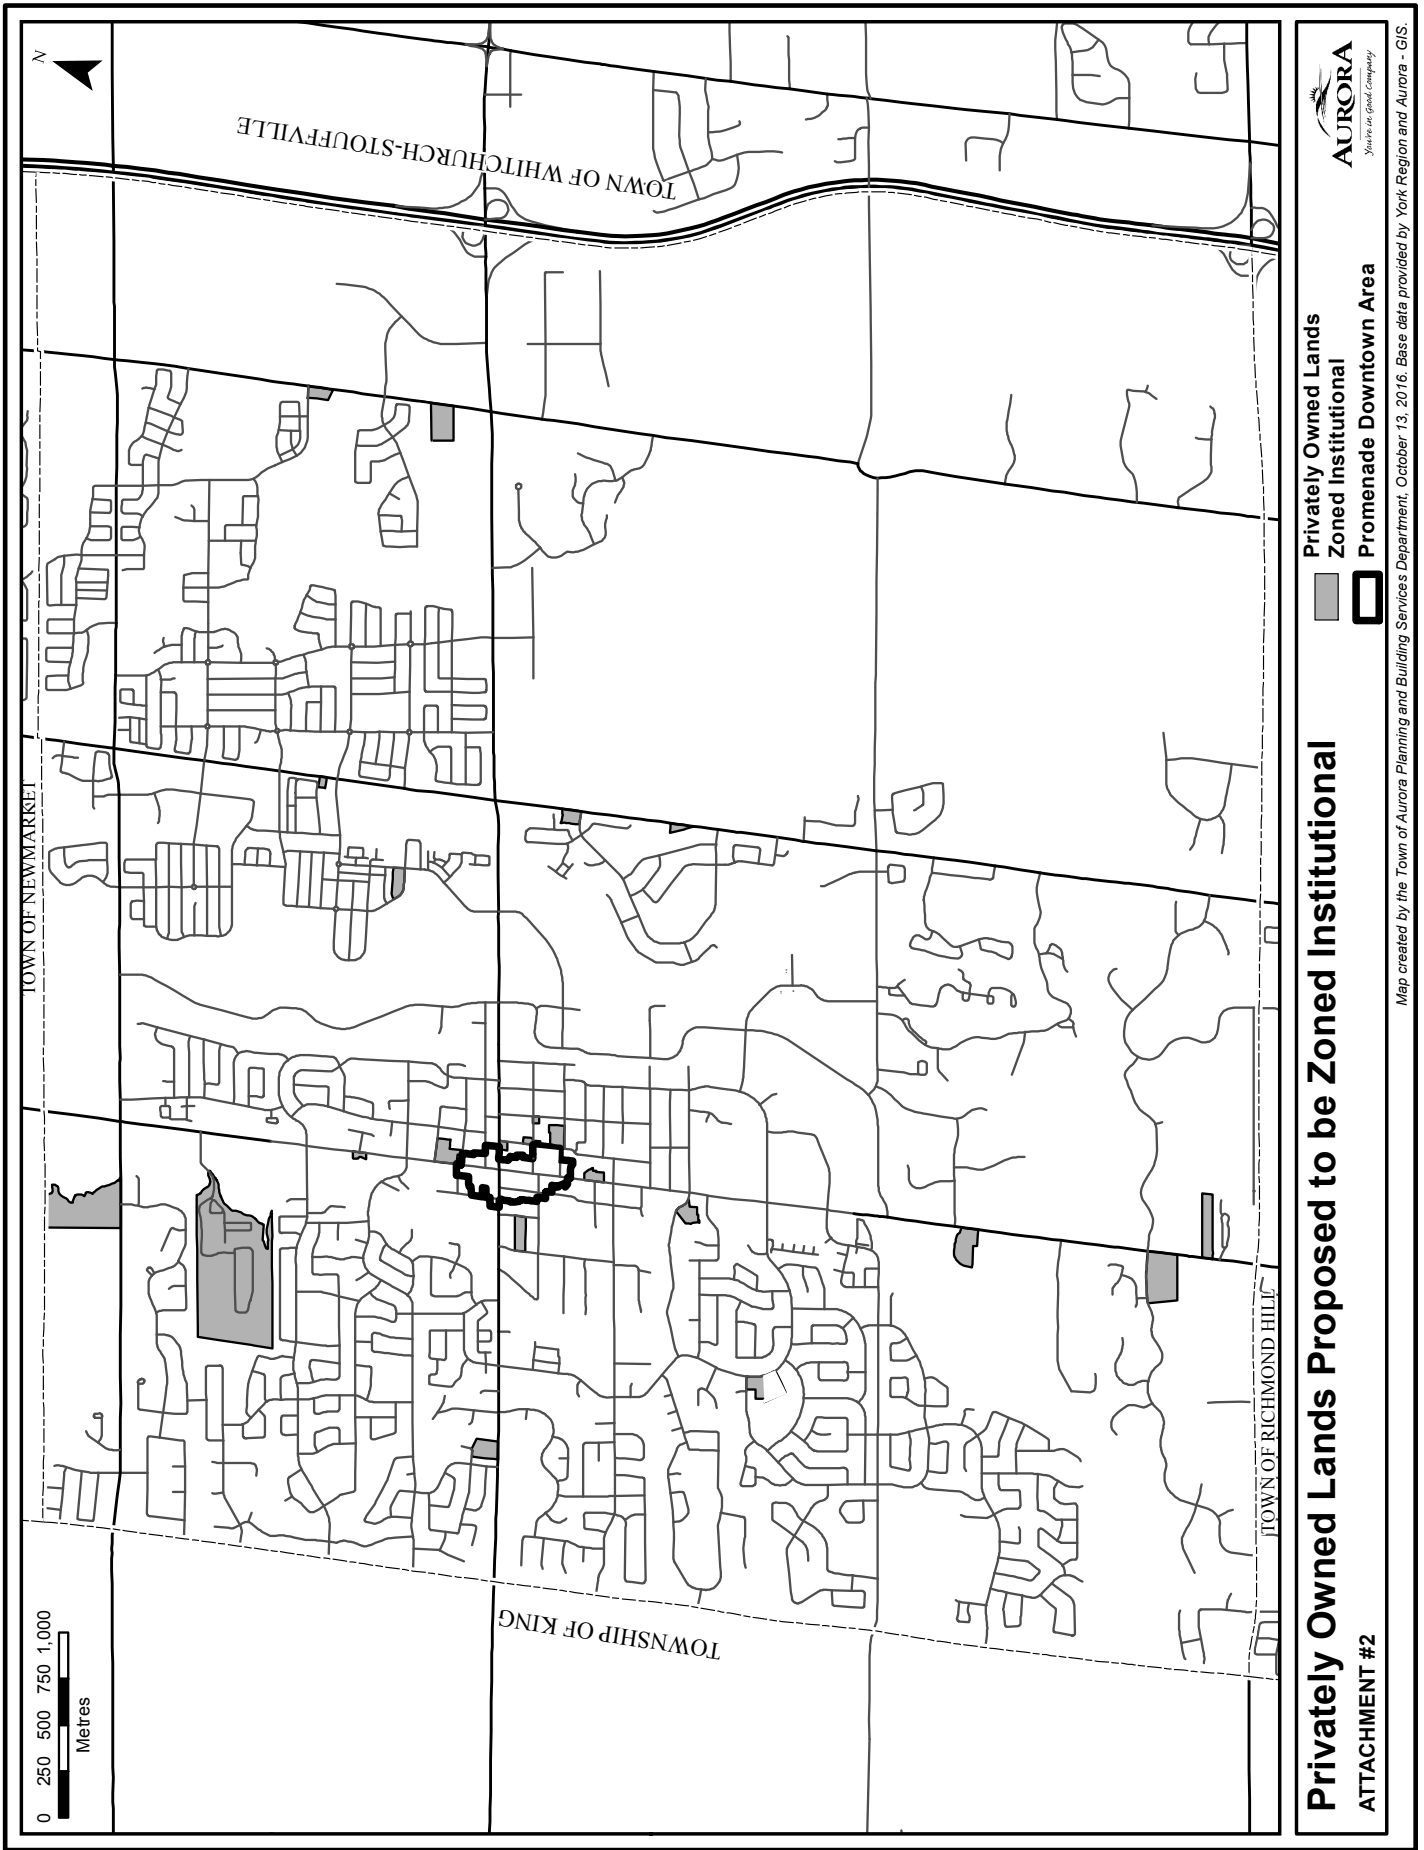 0 250 500 750 1,000
Metres
N
TOWN OF NEWMARKET
TOWN OF WHITCHURCH-STOUFFVILLE
TOWNSHIP OF KING
TOWN OF RICHMOND HILL
Privately Owned Lands Proposed to be Zoned Institutional
ATTACHMENT #2
Privately Owned Lands
Zoned Institutional
Promenade Downtown Area
AURORA
You're in Good Company
Map created by the Town of Aurora Planning and Building Services Department, October 13, 2016. Base data provided by York Region and Aurora - GIS.